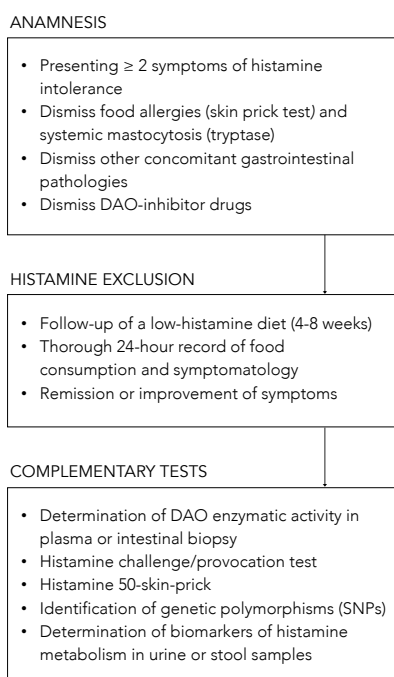 ANAMNESIS
• Presenting ≥ 2 symptoms of histamine
intolerance
• Dismiss food allergies (skin prick test) and
systemic mastocytosis (tryptase)
• Dismiss other concomitant gastrointestinal
pathologies
• Dismiss DAO-inhibitor drugs
HISTAMINE EXCLUSION
• Follow-up of a low-histamine diet (4-8 weeks)
• Thorough 24-hour record of food
consumption and symptomatology
• Remission or improvement of symptoms
COMPLEMENTARY TESTS
• Determination of DAO enzymatic activity in
plasma or intestinal biopsy
• Histamine challenge/provocation test
• Histamine 50-skin-prick
• Identification of genetic polymorphisms (SNPs)
• Determination of biomarkers of histamine
metabolism in urine or stool samples